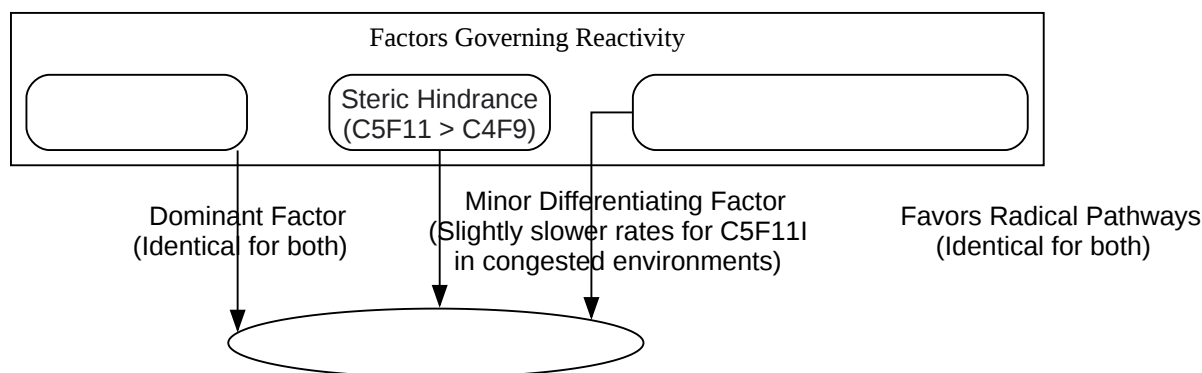 Factors Governing Reactivity
Steric Hindrance
(C5F11 > C4F9)
Dominant Factor
(Identical for both)
Minor Differentiating Factor
(Slightly slower rates for C5F11I
in congested environments)
Favors Radical Pathways
(Identical for both)